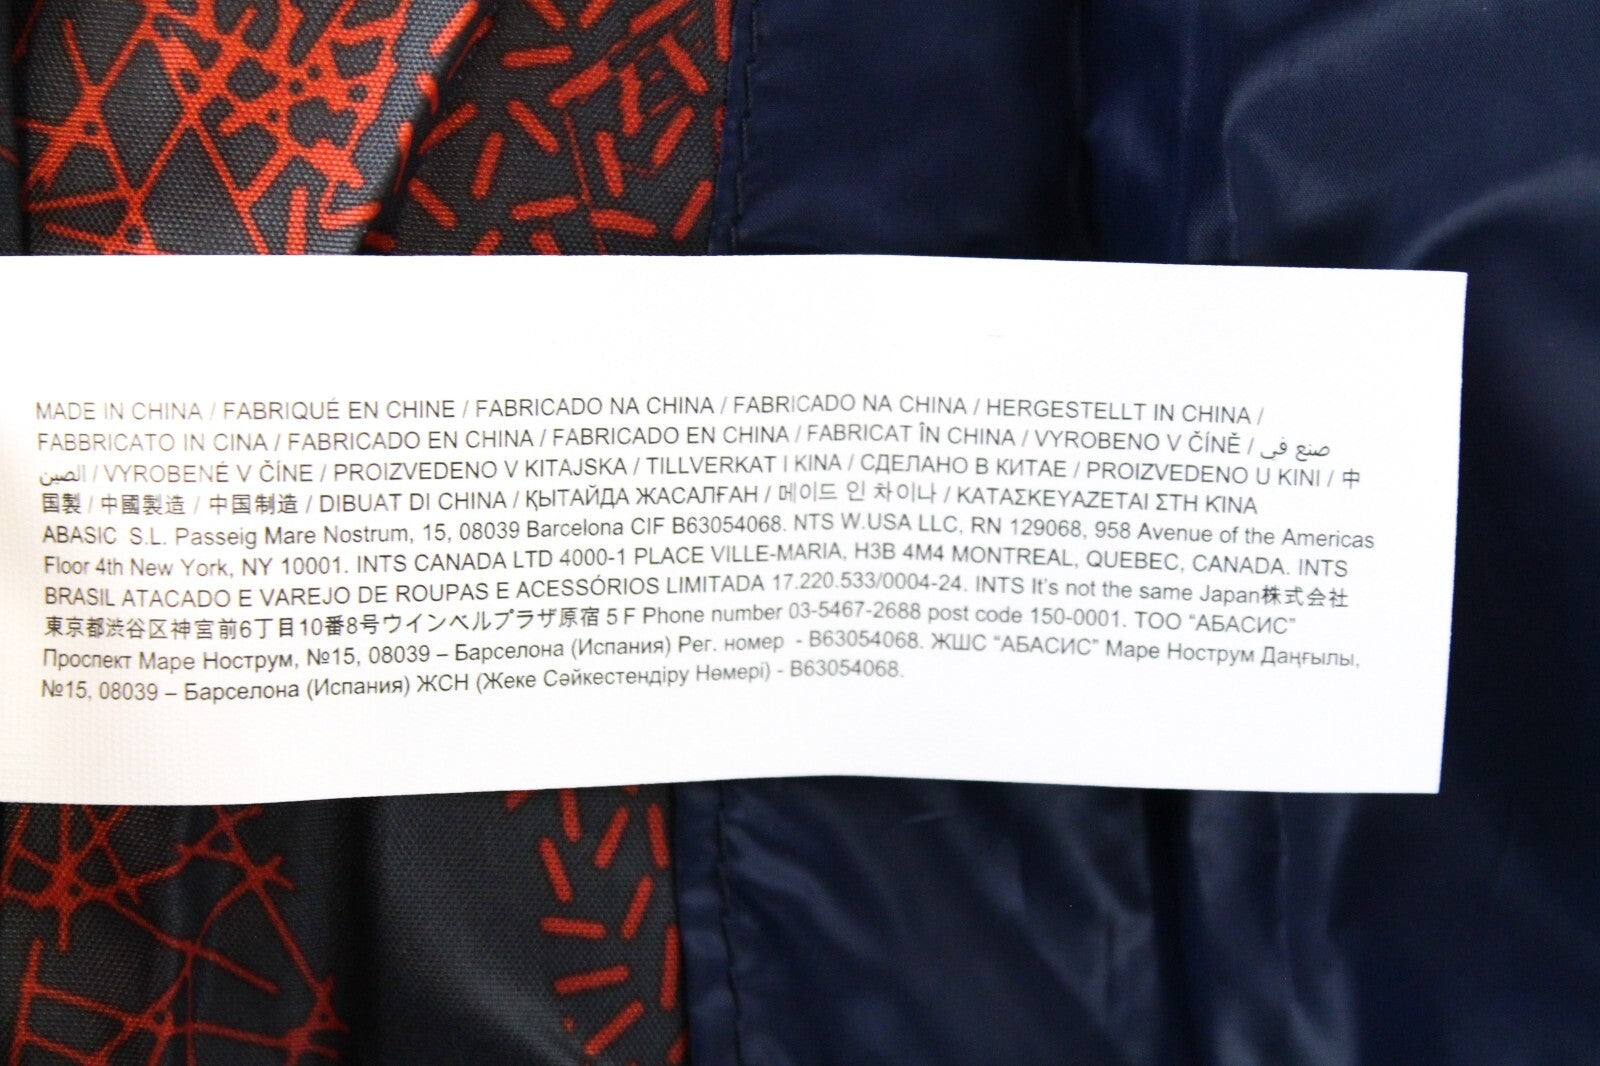 MADE IN CHINA / FABRIQUÉ EN CHINE / FABRICADO NA CHINA / FABRICADO NA CHINA / HERGESTELLT IN CHINA /
FABBRICATO IN CINA / FABRICADO EN CHINA / FABRICADO EN CHINA / FABRICAT ÎN CHINA / VYROBENO V ČÍNĚ / صنع في
الصين / VYROBENÉ V ČÍNE / PROIZVEDENO V KITAJSKA / TILLVERKAT I KINA / СДЕЛАНО В КИТАЕ / PROIZVEDENO U KINI / 中
国製 / 中國製造 / 中国制造 / DIBUAT DI CHINA / ҚЫТАЙДА ЖАСАЛҒАН / 메이드 인 차이나 / ΚΑΤΑΣΚΕΥΑΖΕΤΑΙ ΣΤΗ ΚΊΝΑ
ABASIC S.L. Passeig Mare Nostrum, 15, 08039 Barcelona CIF B63054068. NTS W.USA LLC, RN 129068, 958 Avenue of the Americas
Floor 4th New York, NY 10001. INTS CANADA LTD 4000-1 PLACE VILLE-MARIA, H3B 4M4 MONTREAL, QUEBEC, CANADA. INTS
BRASIL ATACADO E VAREJO DE ROUPAS E ACESSÓRIOS LIMITADA 17.220.533/0004-24. INTS It's not the same Japan株式会社
東京都渋谷区神宮前6丁目10番8号ウインベルプラザ原宿 5 F Phone number 03-5467-2688 post code 150-0001. ТОО “АБАСИС”
Проспект Маре Нострум, №15, 08039 – Барселона (Испания) Рег. номер - B63054068. ЖШС “АБАСИС” Маре Нострум Даңғылы,
№15, 08039 – Барселона (Испания) ЖСН (Жеке Сәйкестендіру Нөмері) - B63054068.